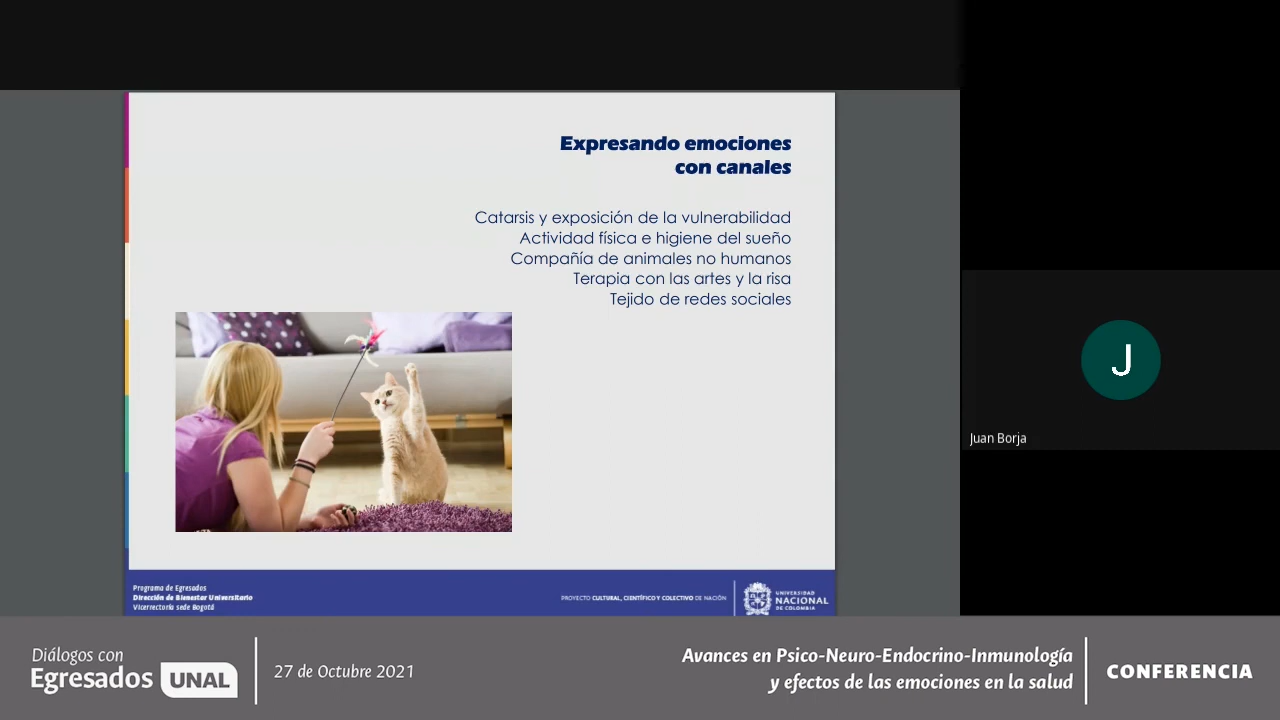 Expresando emociones
con canales
Catarsis y exposición de la vulnerabilidad
Actividad física e higiene del sueño
Compañía de animales no humanos
Terapia con las artes y la risa
Tejido de redes sociales
J
Juan Borja
Programa de Egresados
Dirección de Bienestar Universitario
Vicerrectoría sede Bogotá
PROYECTO CULTURAL, CIENTÍFICO Y COLECTIVO DE NACIÓN
UNIVERSIDAD
NACIONAL
DE COLOMBIA
Diálogos con
Egresados UNAL
27 de Octubre 2021
Avances en Psico-Neuro-Endocrino-Inmunología
y efectos de las emociones en la salud
CONFERENCIA